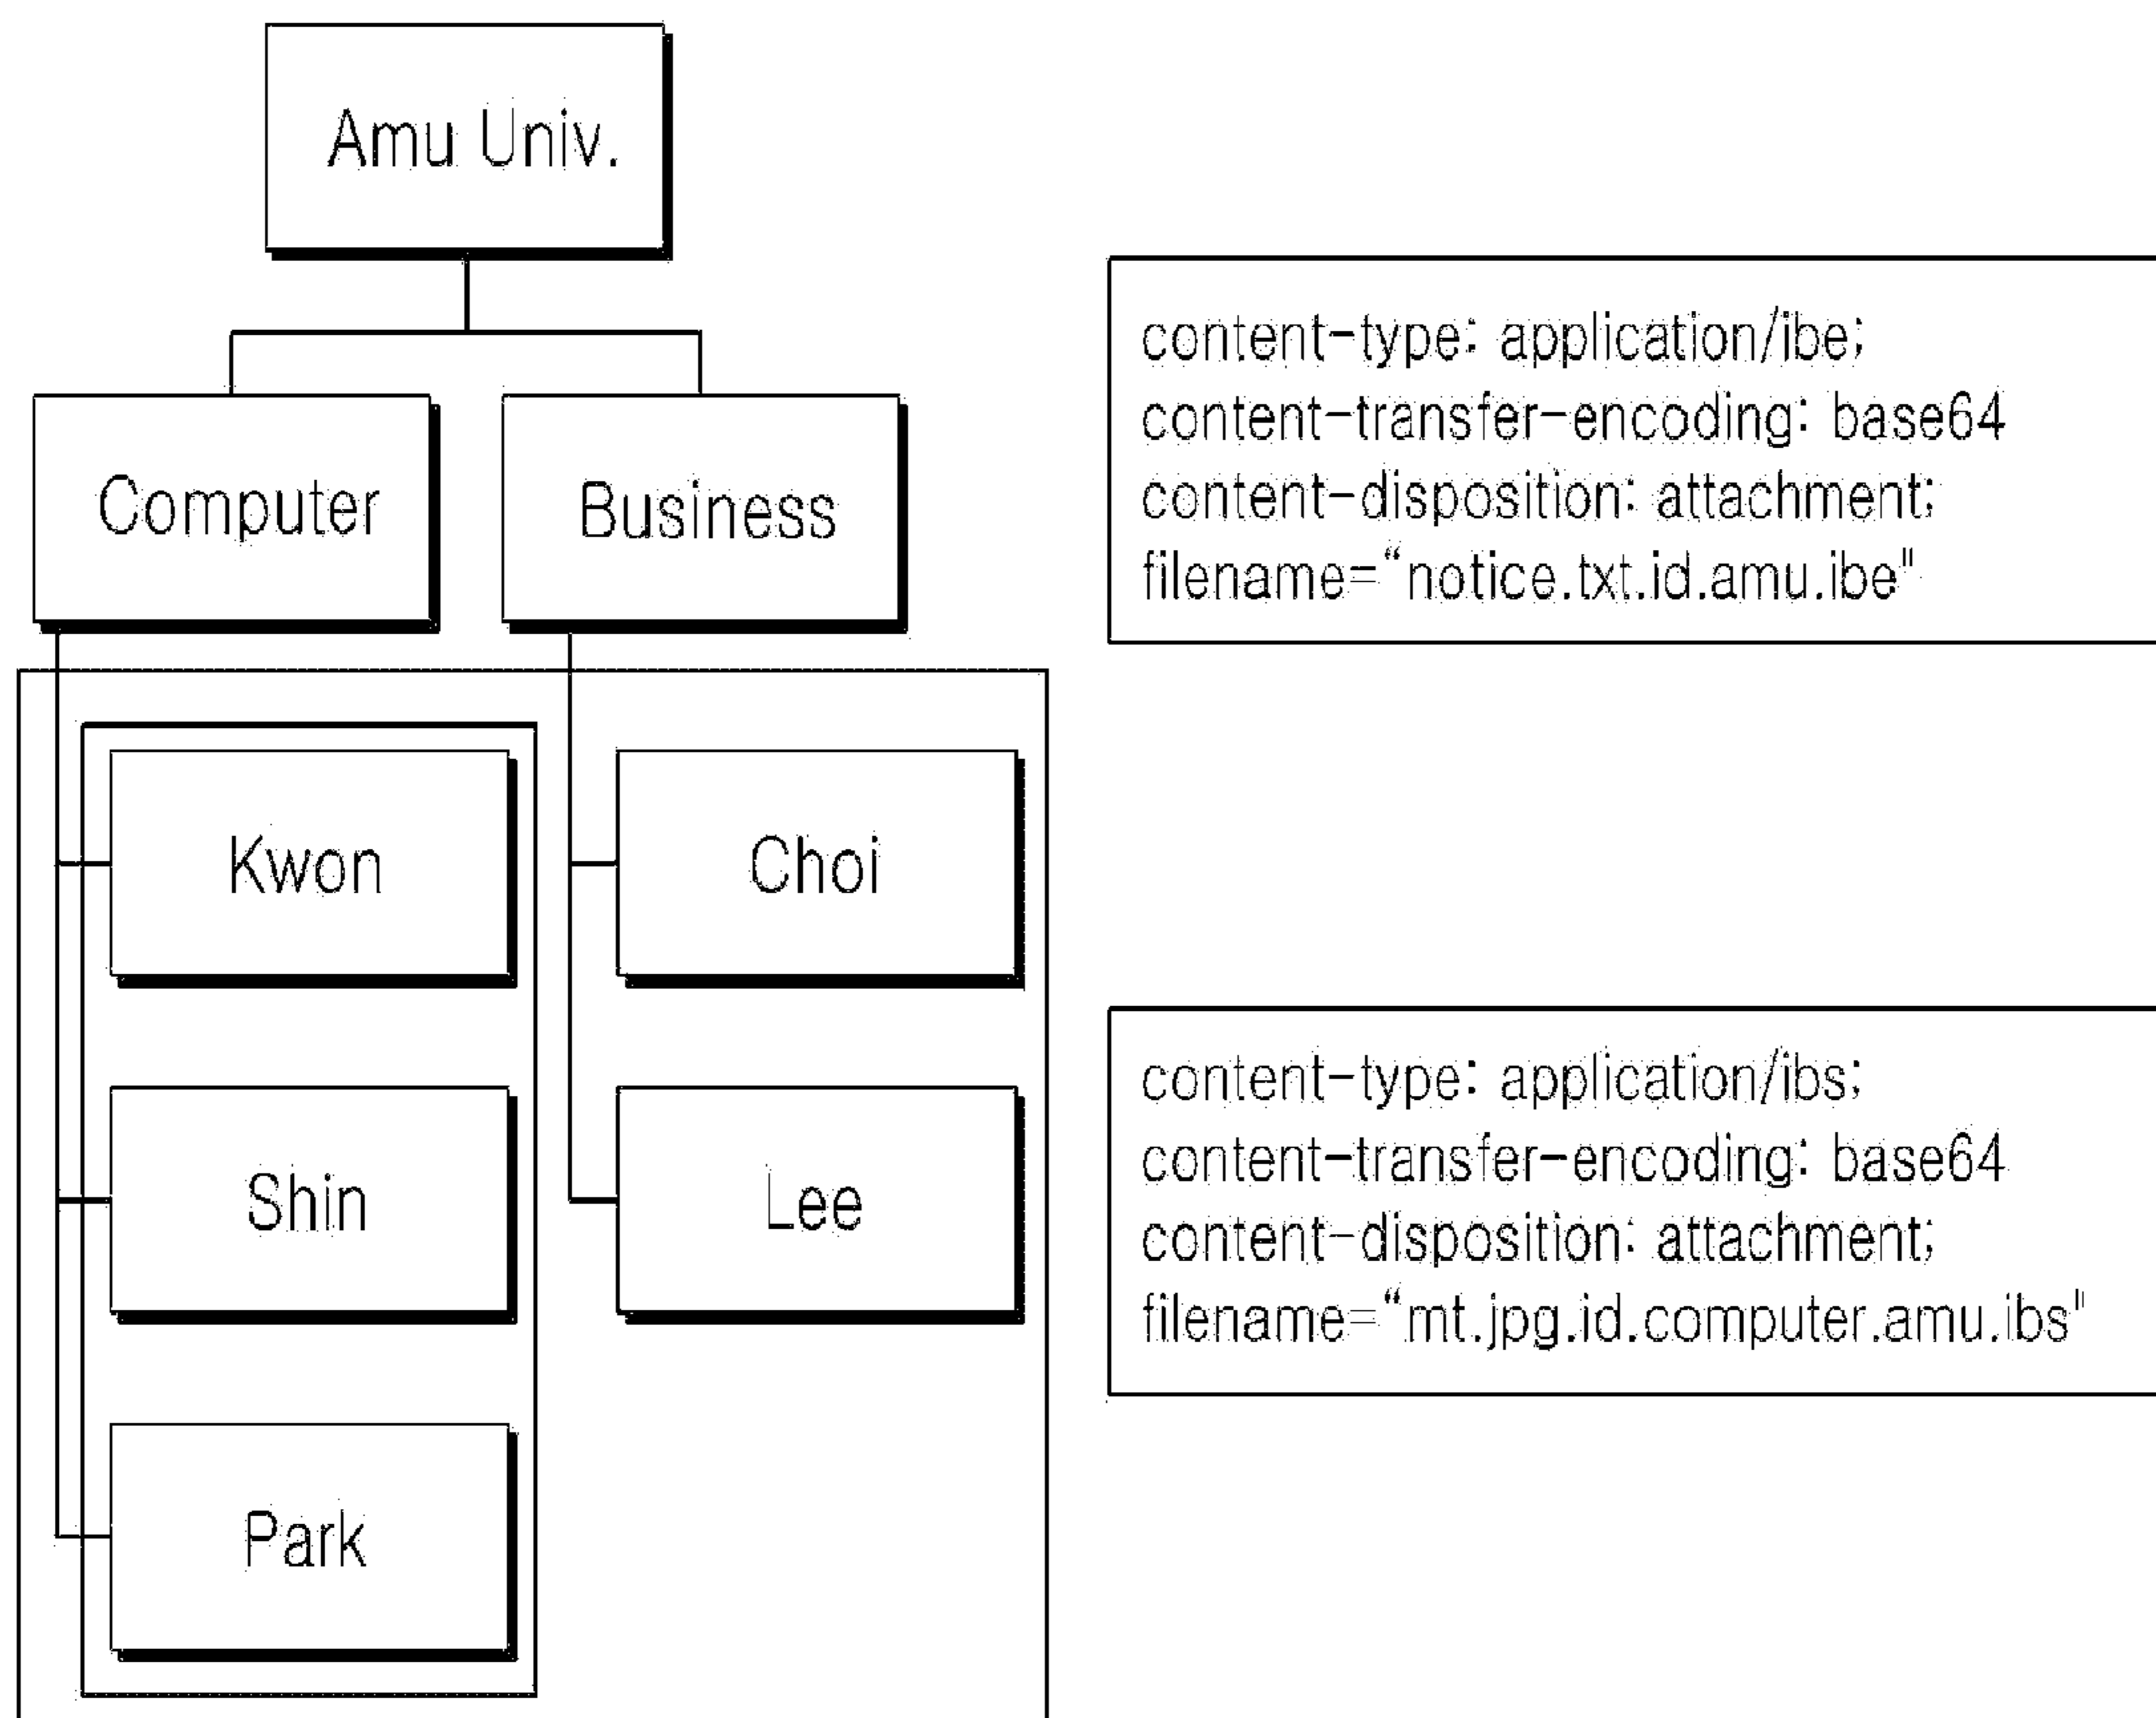 Amu Univ.
Computer
Business
Kwon
Choi
Shin
Lee
Park
content-type: application/ibe;
content-transfer-encoding: base64
content-disposition: attachment;
filename=“notice.txt.id.amu.ibe"
content-type: application/ibs;
content-transfer-encoding: base64
content-disposition: attachment;
filename=“mt.jpg.id.computer.amu.ibs"